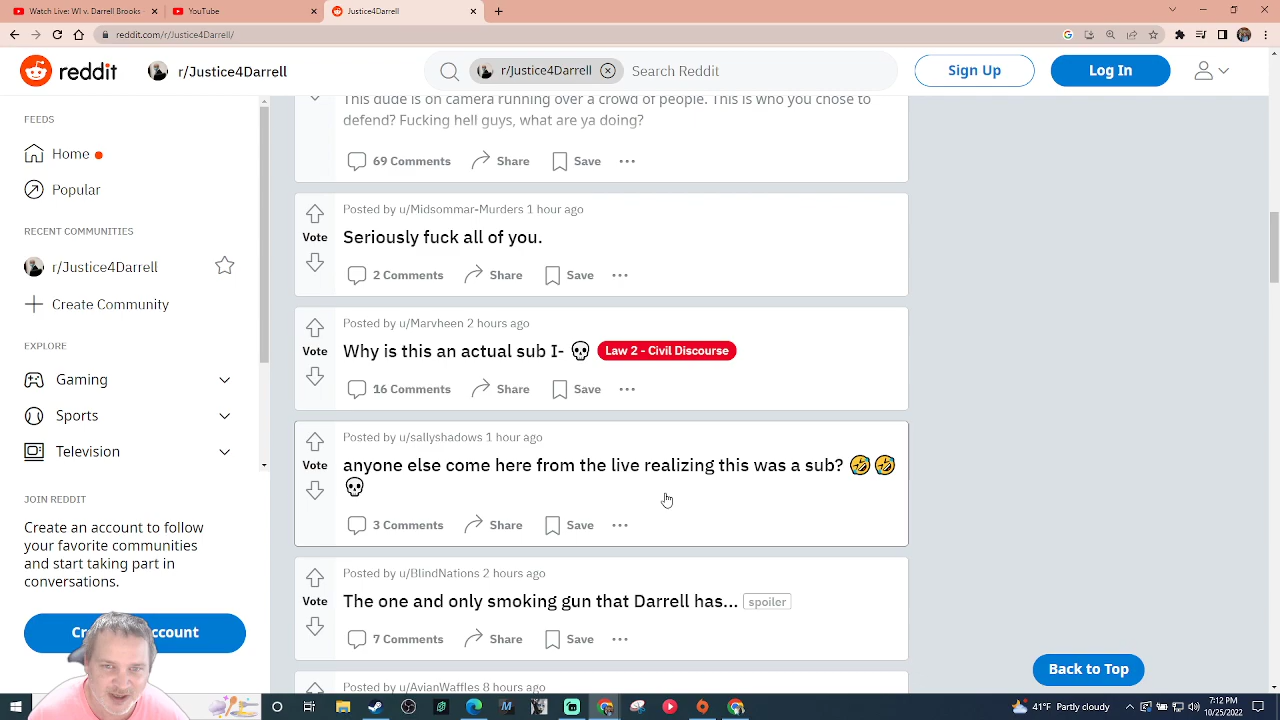 Watch Live: WI v. Darrell Brooks
YouTube
Justice4Darrell
reddit.com/r/Justice4Darrell/
reddit
r/Justice4Darrell
r/Justice4Darrell
Search Reddit
Sign Up
Log In
FEEDS
Home
Popular
RECENT COMMUNITIES
r/Justice4Darrell
Create Community
EXPLORE
Gaming
Sports
Television
JOIN REDDIT
Create an account to follow
your favorite communities
and start taking part in
conversations.
This dude is on camera running over a crowd of people. This is who you chose to
defend? Fucking hell guys, what are ya doing?
69 Comments Share Save
Posted by u/Midsommar-Murders 1 hour ago
Vote
Seriously fuck all of you.
2 Comments Share Save
Posted by u/Marvheen 2 hours ago
Vote
Why is this an actual sub I- 💀 Law 2 - Civil Discourse
16 Comments Share Save
Posted by u/sallyshadows 1 hour ago
Vote
anyone else come here from the live realizing this was a sub? 🤣🤣
💀
3 Comments Share Save
Posted by u/BlindNations 2 hours ago
Vote
The one and only smoking gun that Darrell has... spoiler
7 Comments Share Save
Posted by u/AvianWaffles 8 hours ago
Back to Top
41°F Partly cloudy
7:12 PM
10/25/2022